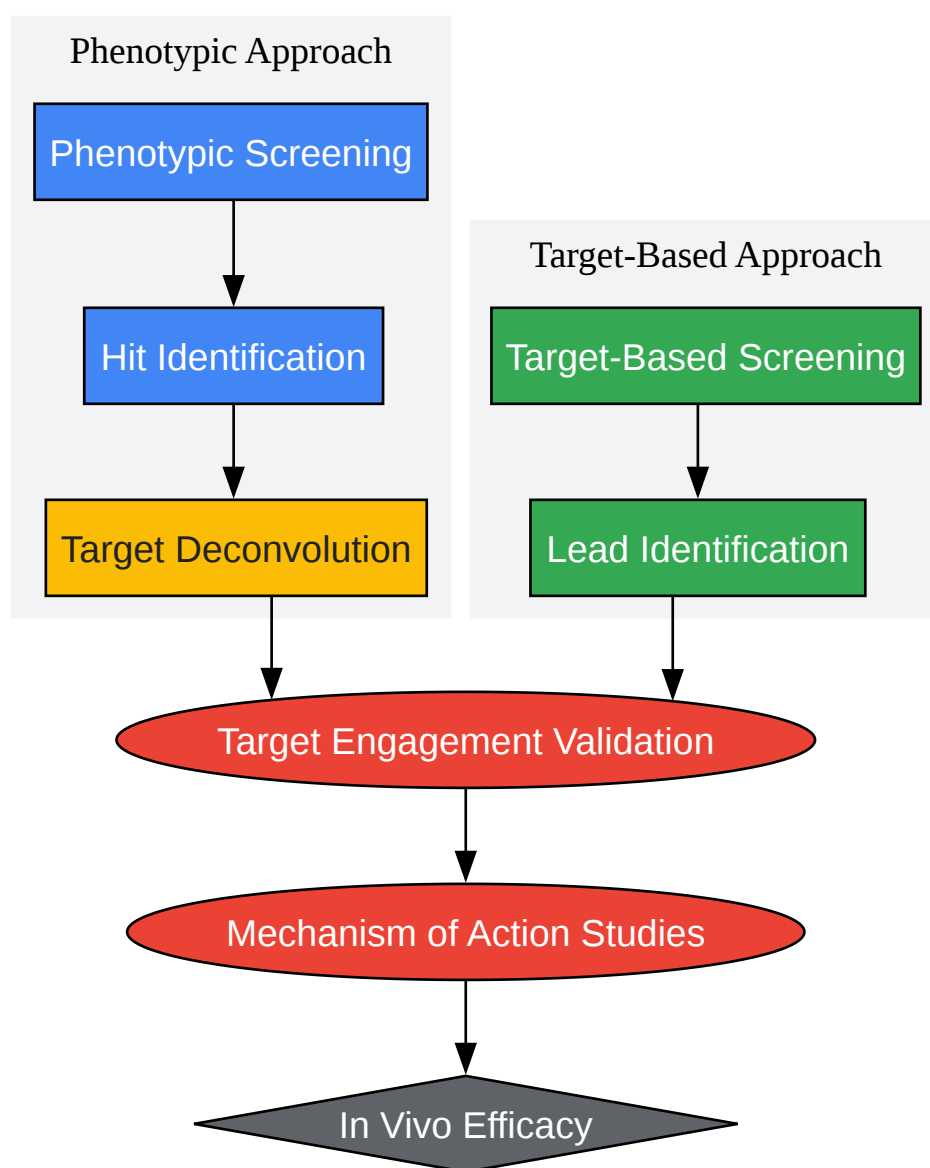 Phenotypic Approach
Phenotypic Screening
Hit Identification
Target Deconvolution
Target-Based Approach
Target-Based Screening
Lead Identification
Target Engagement Validation
Mechanism of Action Studies
In Vivo Efficacy